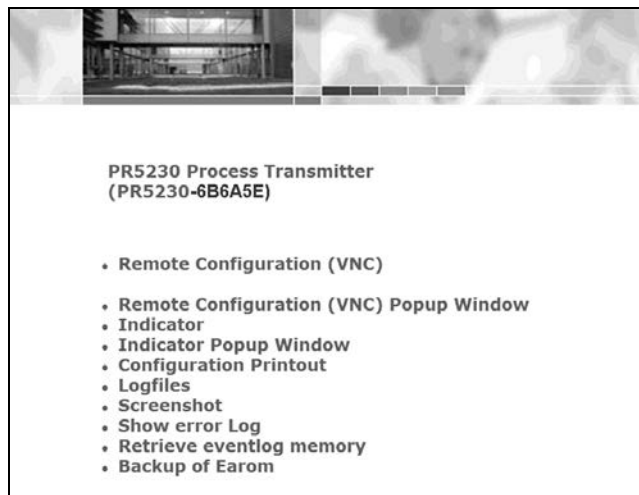 PR5230 Process Transmitter
(PR5230-6B6A5E)
Remote Configuration (VNC)
Remote Configuration (VNC) Popup Window
Indicator
Indicator Popup Window
Configuration Printout
Logfiles
Screenshot
Show error Log
Retrieve eventlog memory
Backup of Earom